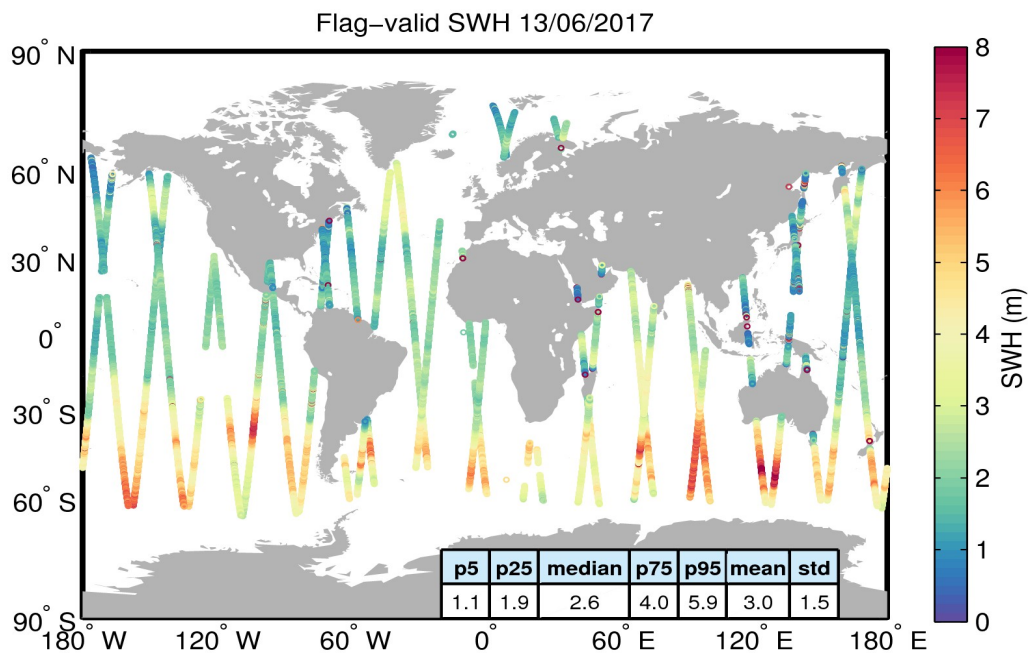 Flag−valid SWH 13/06/2017
90° N
60° N
30° N
0°
30° S
60° S
90° S
180° W
120° W
60° W
0°
60° E
120° E
180° E
p5 p25 median p75 p95 mean std
1.1 1.9 2.6 4.0 5.9 3.0 1.5
8
7
6
5
4
3
2
1
0
SWH (m)